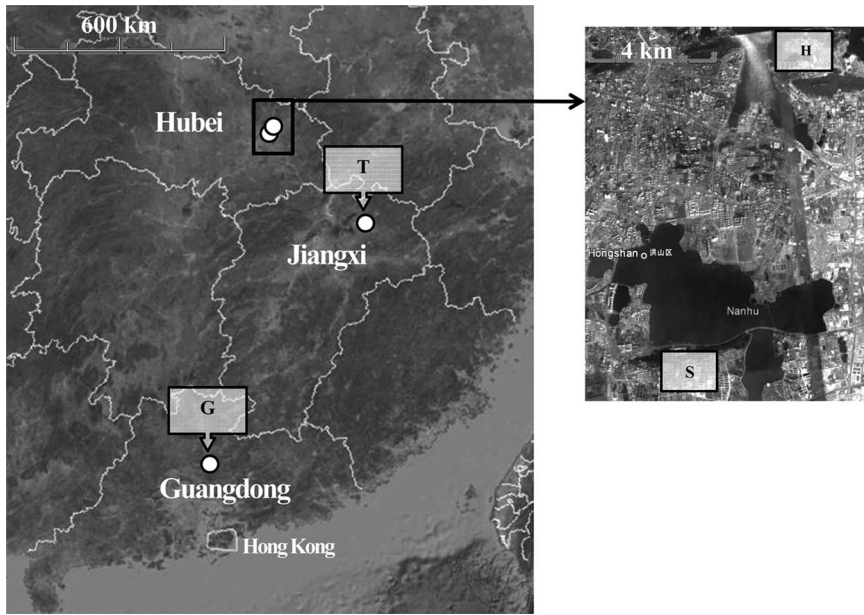 600 km
Hubei
T
Jiangxi
G
Guangdong
Hong Kong
4 km
H
Hongshan 洪山区
Nanhu
S